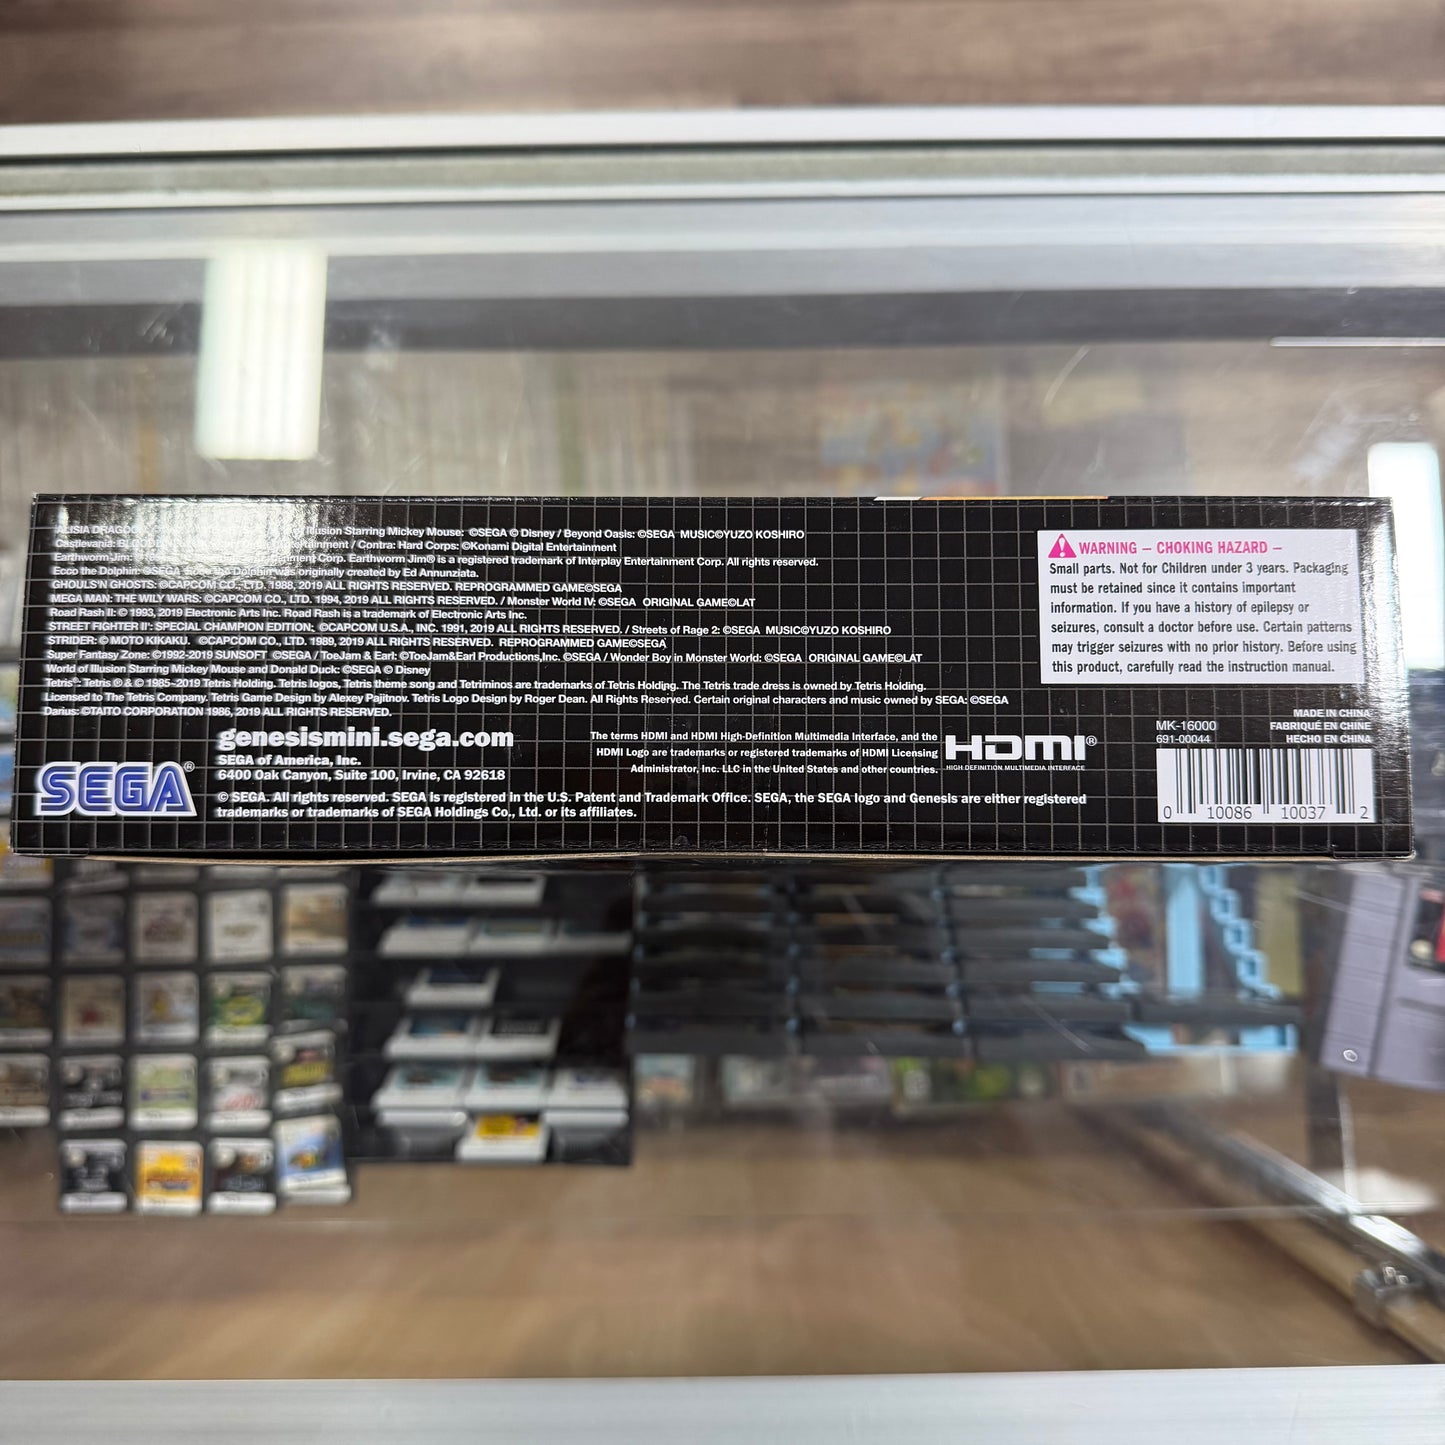 ALISIA DRAGOON Illusion Starring Mickey Mouse: ©SEGA © Disney / Beyond Oasis: ©SEGA MUSIC©YUZO KOSHIRO
Castlevania: Entertainment / Contra: Hard Corps: ©Konami Digital Entertainment
Earthworm Jim: Entertainment Corp. Earthworm Jim® is a registered trademark of Interplay Entertainment Corp. All rights reserved.
Ecco the Dolphin: ©SEGA the Dolphin was originally created by Ed Annunziata.
GHOULS'N GHOSTS: ©CAPCOM CO., LTD. 1988, 2019 ALL RIGHTS RESERVED. REPROGRAMMED GAME©SEGA
MEGA MAN: THE WILY WARS: ©CAPCOM CO., LTD. 1994, 2019 ALL RIGHTS RESERVED. / Monster World IV: ©SEGA ORIGINAL GAME©LAT
Road Rash II: © 1993, 2019 Electronic Arts Inc. Road Rash is a trademark of Electronic Arts Inc.
STREET FIGHTER II': SPECIAL CHAMPION EDITION: ©CAPCOM U.S.A., INC. 1991, 2019 ALL RIGHTS RESERVED. / Streets of Rage 2: ©SEGA MUSIC©YUZO KOSHIRO
STRIDER: © MOTO KIKAKU. ©CAPCOM CO., LTD. 1989, 2019 ALL RIGHTS RESERVED. REPROGRAMMED GAME©SEGA
Super Fantasy Zone: ©1992-2019 SUNSOFT ©SEGA / ToeJam & Earl: ©ToeJam&Earl Productions,Inc. ©SEGA / Wonder Boy in Monster World: ©SEGA ORIGINAL GAME©LAT
World of Illusion Starring Mickey Mouse and Donald Duck: ©SEGA © Disney
Tetris®: Tetris ® & © 1985~2019 Tetris Holding. Tetris logos, Tetris theme song and Tetriminos are trademarks of Tetris Holding. The Tetris trade dress is owned by Tetris Holding.
Licensed to The Tetris Company. Tetris Game Design by Alexey Pajitnov. Tetris Logo Design by Roger Dean. All Rights Reserved. Certain original characters and music owned by SEGA: ©SEGA
Darius: ©TAITO CORPORATION 1986, 2019 ALL RIGHTS RESERVED.
SEGA®
genesismini.sega.com
SEGA of America, Inc.
6400 Oak Canyon, Suite 100, Irvine, CA 92618
© SEGA. All rights reserved. SEGA is registered in the U.S. Patent and Trademark Office. SEGA, the SEGA logo and Genesis are either registered
trademarks or trademarks of SEGA Holdings Co., Ltd. or its affiliates.
The terms HDMI and HDMI High-Definition Multimedia Interface, and the
HDMI Logo are trademarks or registered trademarks of HDMI Licensing
Administrator, Inc. LLC in the United States and other countries.
HDMI®
HIGH DEFINITION MULTIMEDIA INTERFACE
WARNING – CHOKING HAZARD –
Small parts. Not for Children under 3 years. Packaging
must be retained since it contains important
information. If you have a history of epilepsy or
seizures, consult a doctor before use. Certain patterns
may trigger seizures with no prior history. Before using
this product, carefully read the instruction manual.
MK-16000
691-00044
MADE IN CHINA
FABRIQUÉ EN CHINE
HECHO EN CHINA
0 10086 10037 2